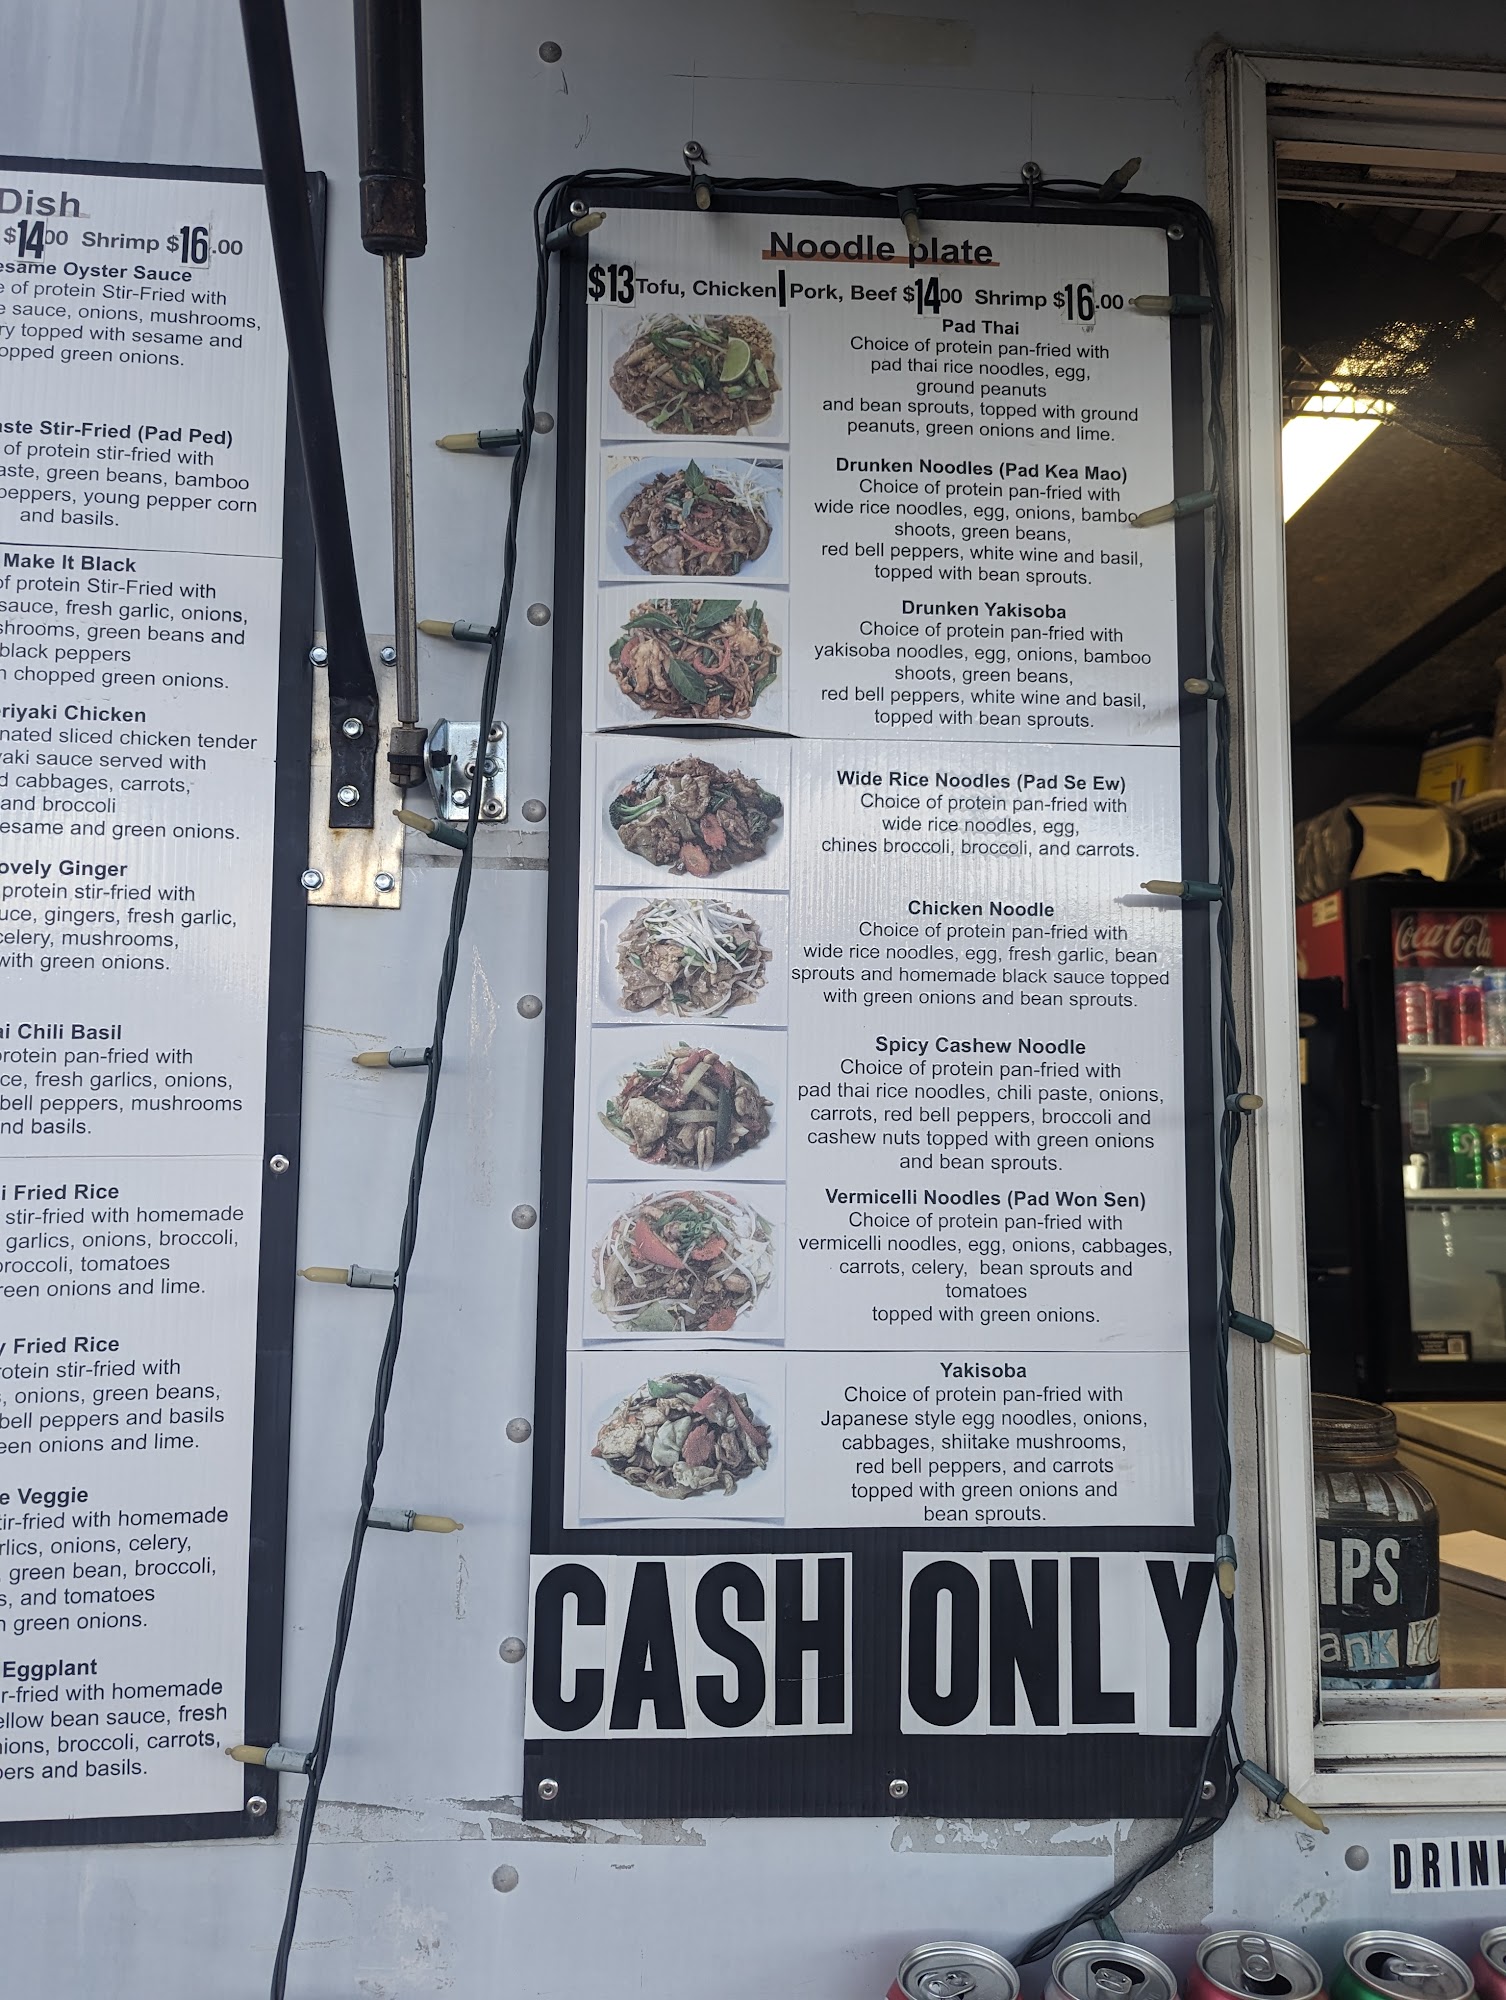 Dish
$14 00 Shrimp $16.00
esame Oyster Sauce
e of protein Stir-Fried with
e sauce, onions, mushrooms,
ry topped with sesame and
opped green onions.
aste Stir-Fried (Pad Ped)
of protein stir-fried with
aste, green beans, bamboo
peppers, young pepper corn
and basils.
Make It Black
of protein Stir-Fried with
sauce, fresh garlic, onions,
shrooms, green beans and
black peppers
h chopped green onions.
eriyaki Chicken
nated sliced chicken tender
yaki sauce served with
d cabbages, carrots,
and broccoli
esame and green onions.
ovely Ginger
protein stir-fried with
uce, gingers, fresh garlic,
celery, mushrooms,
with green onions.
ai Chili Basil
protein pan-fried with
ce, fresh garlics, onions,
bell peppers, mushrooms
nd basils.
i Fried Rice
stir-fried with homemade
garlics, onions, broccoli,
broccoli, tomatoes
reen onions and lime.
y Fried Rice
rotein stir-fried with
s, onions, green beans,
bell peppers and basils
een onions and lime.
e Veggie
tir-fried with homemade
rlics, onions, celery,
, green bean, broccoli,
s, and tomatoes
h green onions.
Eggplant
r-fried with homemade
ellow bean sauce, fresh
nions, broccoli, carrots,
pers and basils.
Noodle plate
$13 Tofu, Chicken | Pork, Beef $14 00 Shrimp $16.00
Pad Thai
Choice of protein pan-fried with
pad thai rice noodles, egg,
ground peanuts
and bean sprouts, topped with ground
peanuts, green onions and lime.
Drunken Noodles (Pad Kea Mao)
Choice of protein pan-fried with
wide rice noodles, egg, onions, bambo
shoots, green beans,
red bell peppers, white wine and basil,
topped with bean sprouts.
Drunken Yakisoba
Choice of protein pan-fried with
yakisoba noodles, egg, onions, bamboo
shoots, green beans,
red bell peppers, white wine and basil,
topped with bean sprouts.
Wide Rice Noodles (Pad Se Ew)
Choice of protein pan-fried with
wide rice noodles, egg,
chines broccoli, broccoli, and carrots.
Chicken Noodle
Choice of protein pan-fried with
wide rice noodles, egg, fresh garlic, bean
sprouts and homemade black sauce topped
with green onions and bean sprouts.
Spicy Cashew Noodle
Choice of protein pan-fried with
pad thai rice noodles, chili paste, onions,
carrots, red bell peppers, broccoli and
cashew nuts topped with green onions
and bean sprouts.
Vermicelli Noodles (Pad Won Sen)
Choice of protein pan-fried with
vermicelli noodles, egg, onions, cabbages,
carrots, celery, bean sprouts and
tomatoes
topped with green onions.
Yakisoba
Choice of protein pan-fried with
Japanese style egg noodles, onions,
cabbages, shiitake mushrooms,
red bell peppers, and carrots
topped with green onions and
bean sprouts.
CASH ONLY
Coca-Cola
IPS
ank YO
DRINK